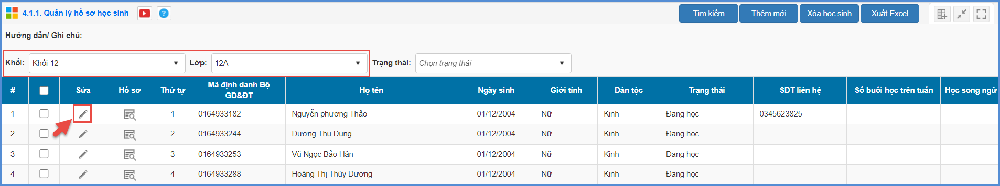 4.1.1. Quản lý hồ sơ học sinh ? Tìm kiếm Thêm mới Xóa học sinh Xuất Excel
Hướng dẫn/ Ghi chú:
Khối: Khối 12 Lớp: 12A Trạng thái: Chọn trạng thái
# Sửa Hồ sơ Thứ tự Mã định danh Bộ GD&ĐT Họ tên Ngày sinh Giới tính Dân tộc Trạng thái SĐT liên hệ Số buổi học trên tuần Học song ngữ
1 1 0164933182 Nguyễn phương Thảo 01/12/2004 Nữ Kinh Đang học 0345623825
2 2 0164933244 Dương Thu Dung 01/12/2004 Nữ Kinh Đang học
3 3 0164933253 Vũ Ngọc Bảo Hân 01/12/2004 Nữ Kinh Đang học
4 4 0164933288 Hoàng Thị Thùy Dương 01/12/2004 Nữ Kinh Đang học